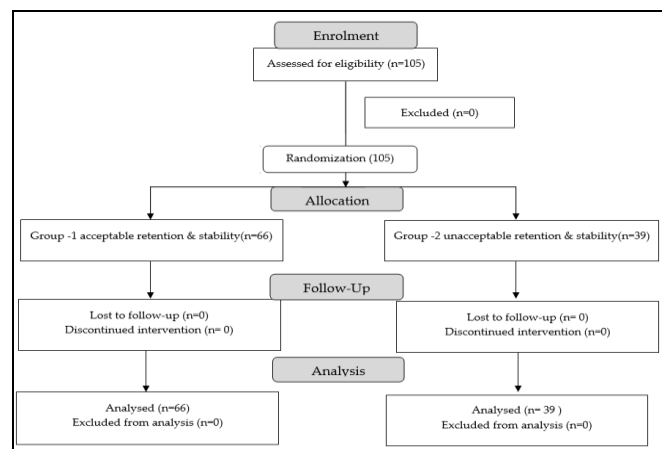 Enrolment
Assessed for eligibility (n=105)
Excluded (n=0)
Randomization (105)
Allocation
Group -1 acceptable retention & stability(n=66)
Group -2 unacceptable retention & stability(n=39)
Follow-Up
Lost to follow-up (n=0)
Discontinued intervention (n= 0)
Lost to follow-up (n= 0)
Discontinued intervention (n=0)
Analysis
Analysed (n=66)
Excluded from analysis (n=0)
Analysed (n= 39 )
Excluded from analysis (n=0)